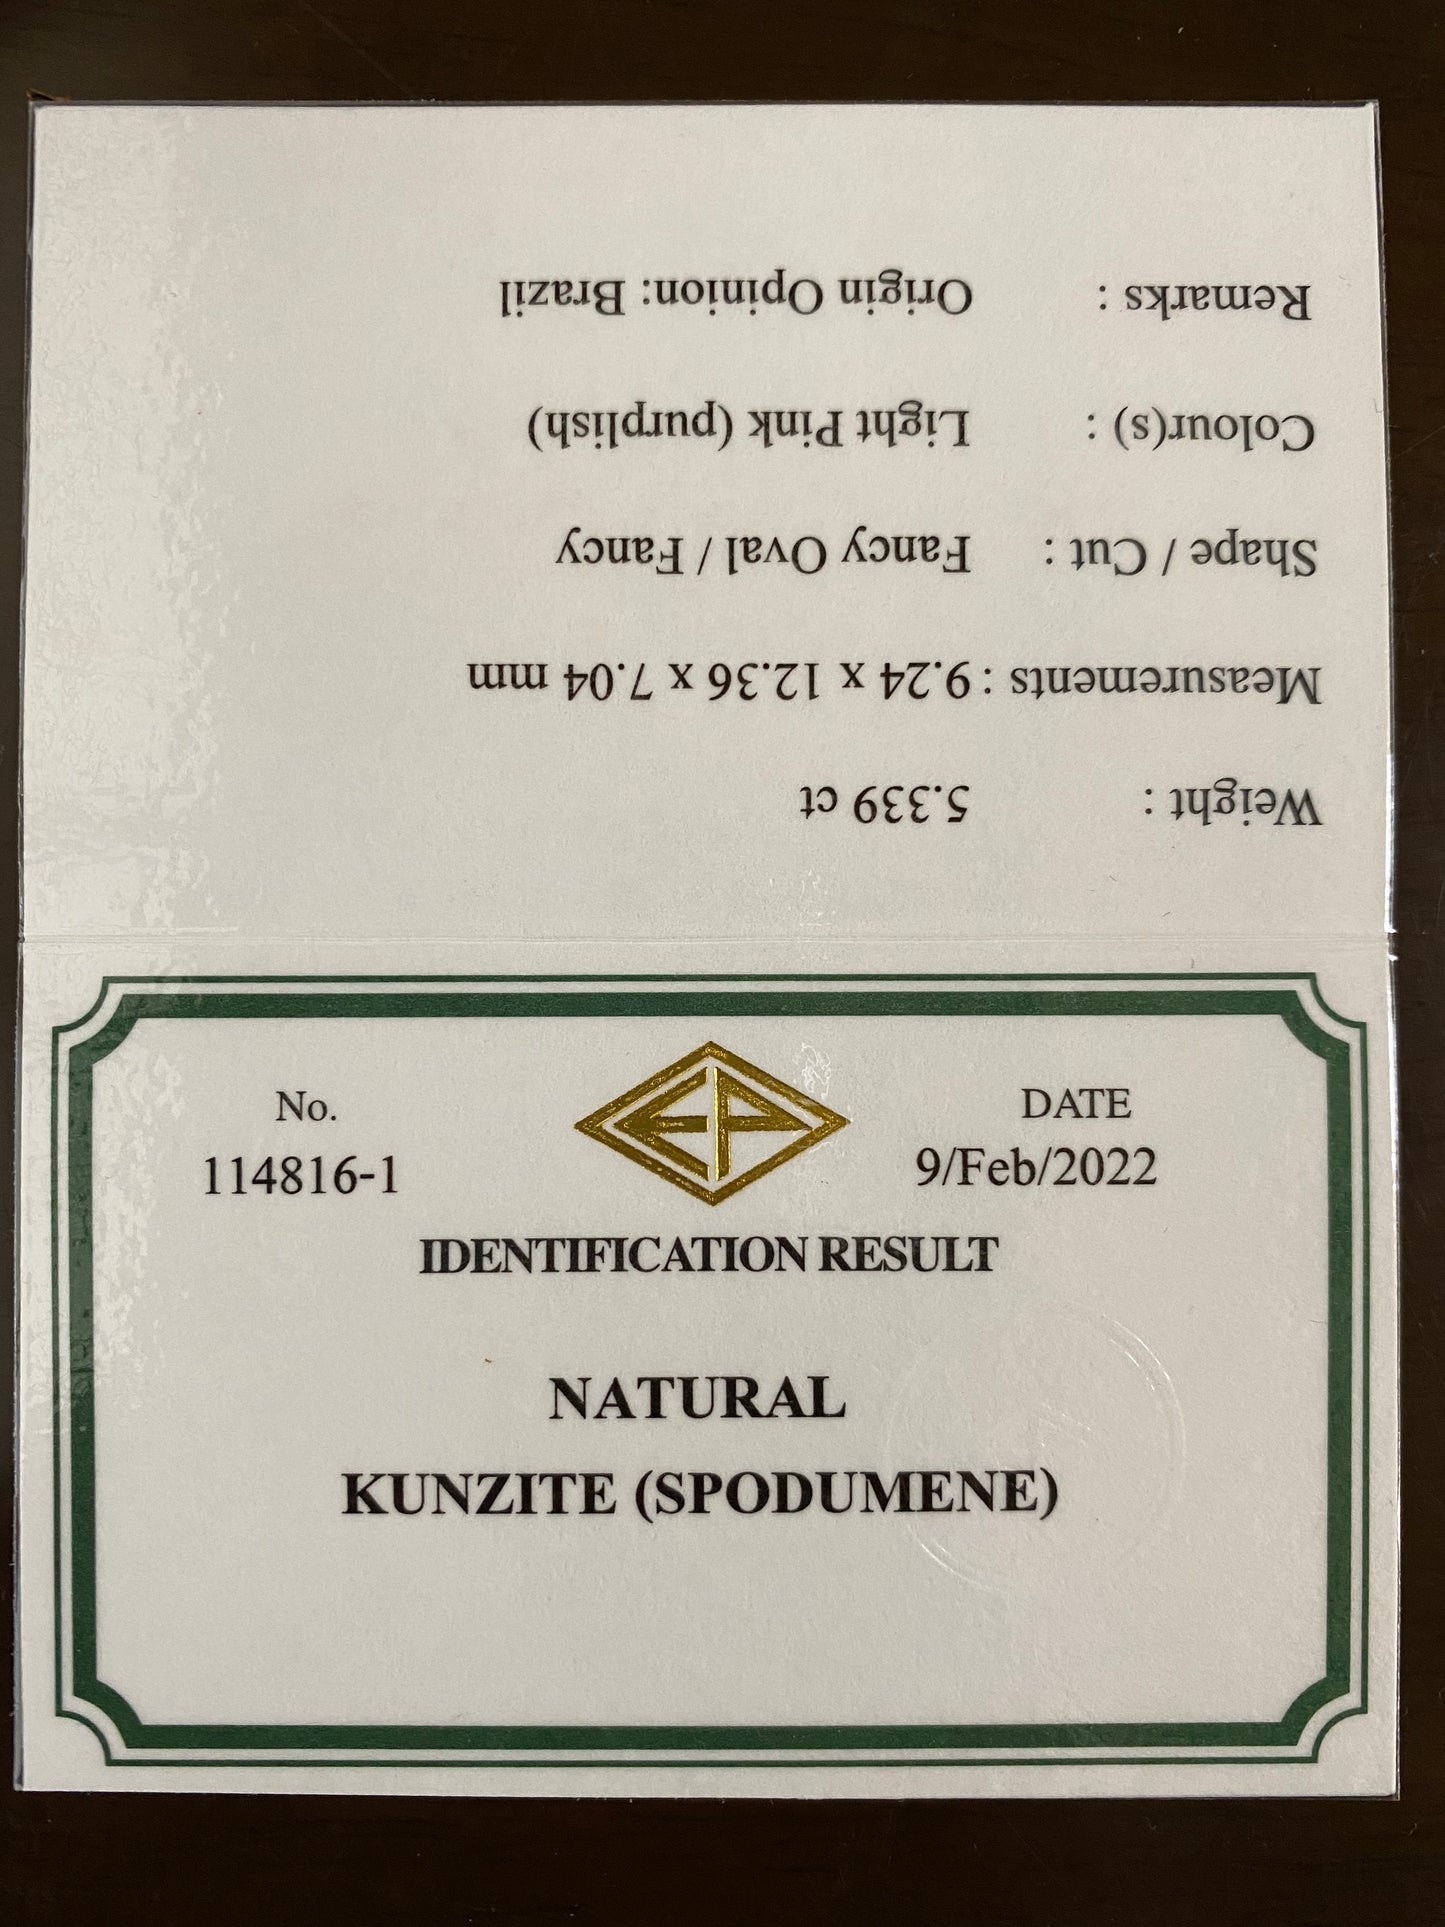 Weight : 5.339 ct
Measurements : 9.24 x 12.36 x 7.04 mm
Shape / Cut : Fancy Oval / Fancy
Colour(s) : Light Pink (purplish)
Remarks : Origin Opinion: Brazil
No. EP DATE
114816-1 9/Feb/2022
IDENTIFICATION RESULT
NATURAL
KUNZITE (SPODUMENE)